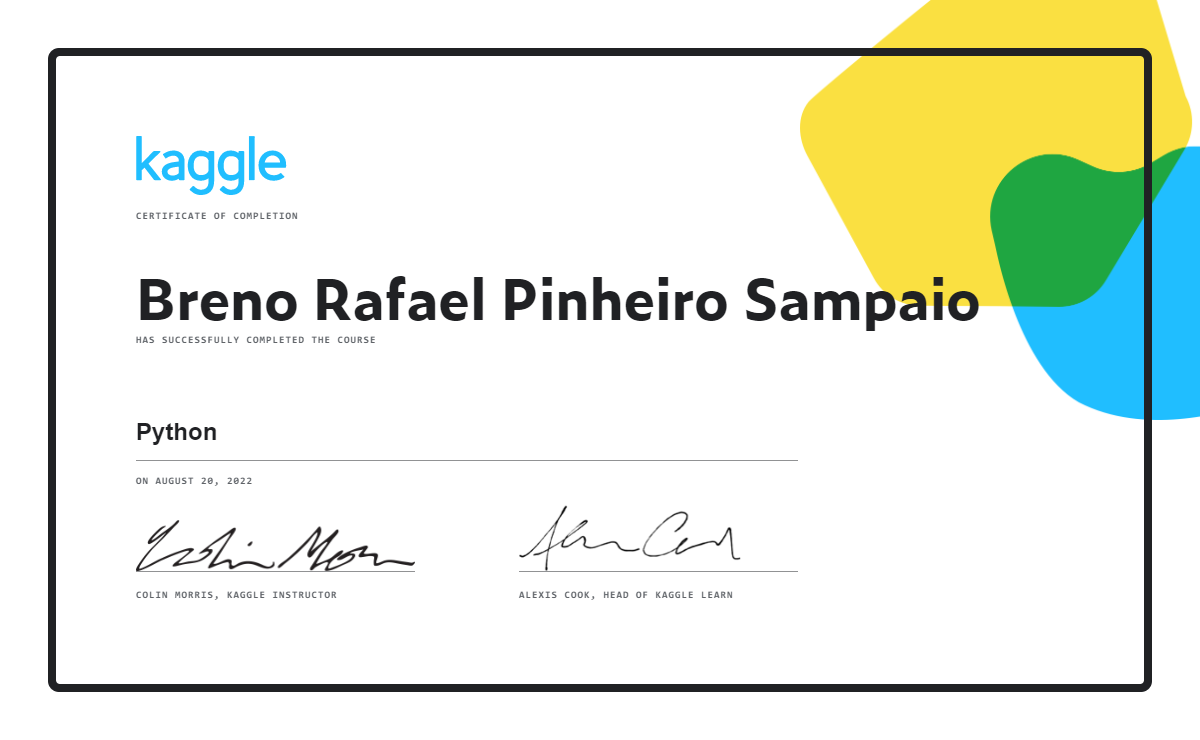 kaggle
CERTIFICATE OF COMPLETION
Breno Rafael Pinheiro Sampaio
HAS SUCCESSFULLY COMPLETED THE COURSE
Python
ON AUGUST 20, 2022
COLIN MORRIS, KAGGLE INSTRUCTOR
ALEXIS COOK, HEAD OF KAGGLE LEARN